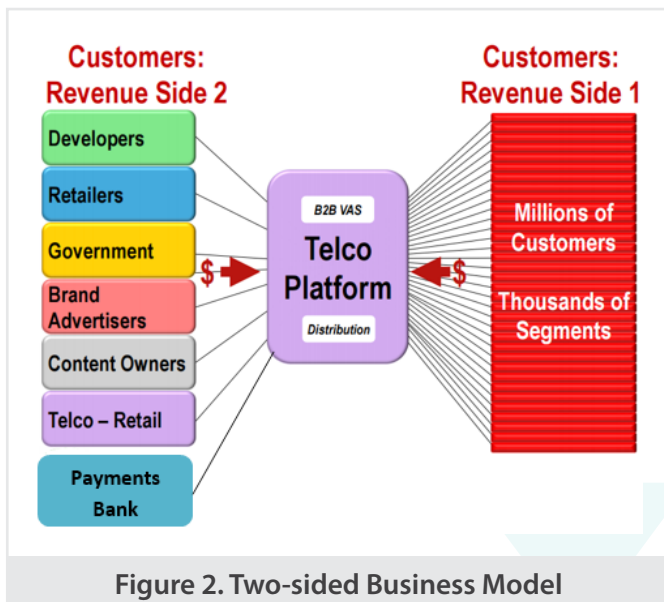 Customers:
Revenue Side 2
Developers
Retailers
Government
Brand
Advertisers
Content Owners
Telco – Retail
Payments
Bank
$
B2B VAS
Telco
Platform
Distribution
$
Customers:
Revenue Side 1
Millions of
Customers
Thousands of
Segments
Figure 2. Two-sided Business Model